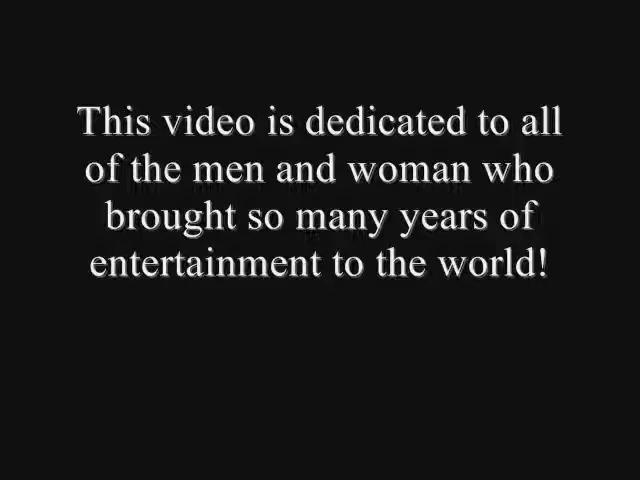 This video is dedicated to all
of the men and woman who
brought so many years of
entertainment to the world!